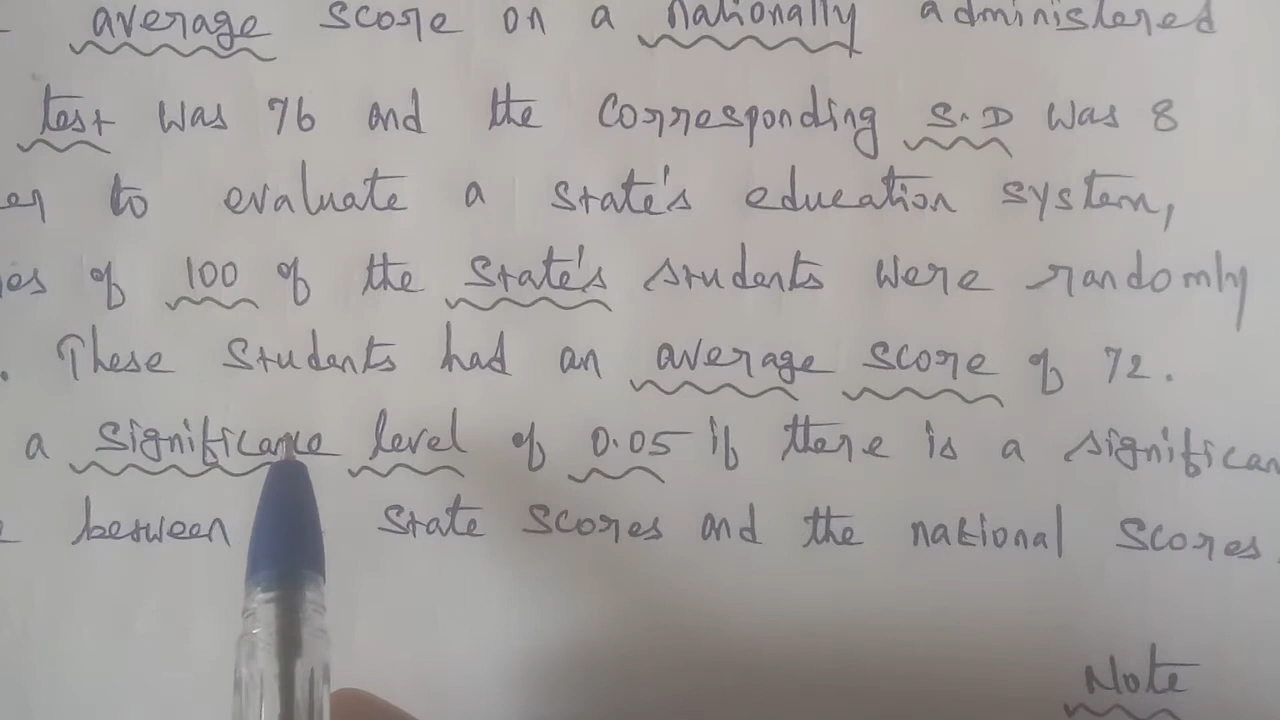 average score on a nationally administered
test was 76 and the corresponding S.D was 8
to evaluate a state's education system,
of 100 of the State's students were randomly
. These students had an average score of 72.
a significance level of 0.05 if there is a significan
between State scores and the national scores.
Note